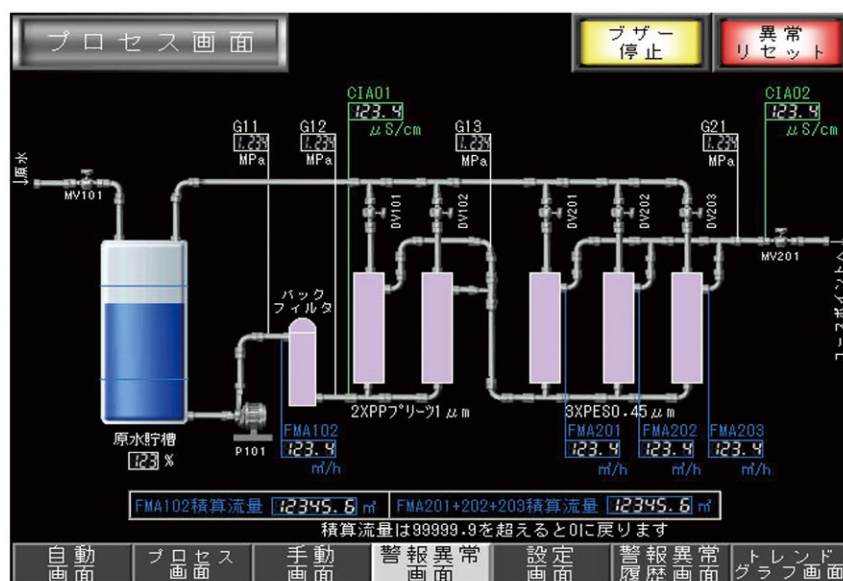 プロセス画面
ブザー
停止
異常
リセット
CIA01
123.4
μS/cm
CIA02
123.4
μS/cm
G11
1.234
MPa
G12
1.234
MPa
G13
1.234
MPa
G21
1.234
MPa
原水
MV101
DV101
DV102
DV201
DV202
DV203
MV201
ユースポイントへ
バック
フィルタ
2XPPプリーツ1μm
3XPES0.45μm
原水貯槽
123 %
P101
FMA102
123.4
m³/h
FMA201
123.4
m³/h
FMA202
123.4
m³/h
FMA203
123.4
m³/h
FMA102積算流量 12345.6 m³
FMA201+202+203積算流量 12345.6 m³
積算流量は99999.9を超えると0に戻ります
自動
画面
プロセス
画面
手動
画面
警報異常
画面
設定
画面
警報異常
履歴画面
トレンド
グラフ画面